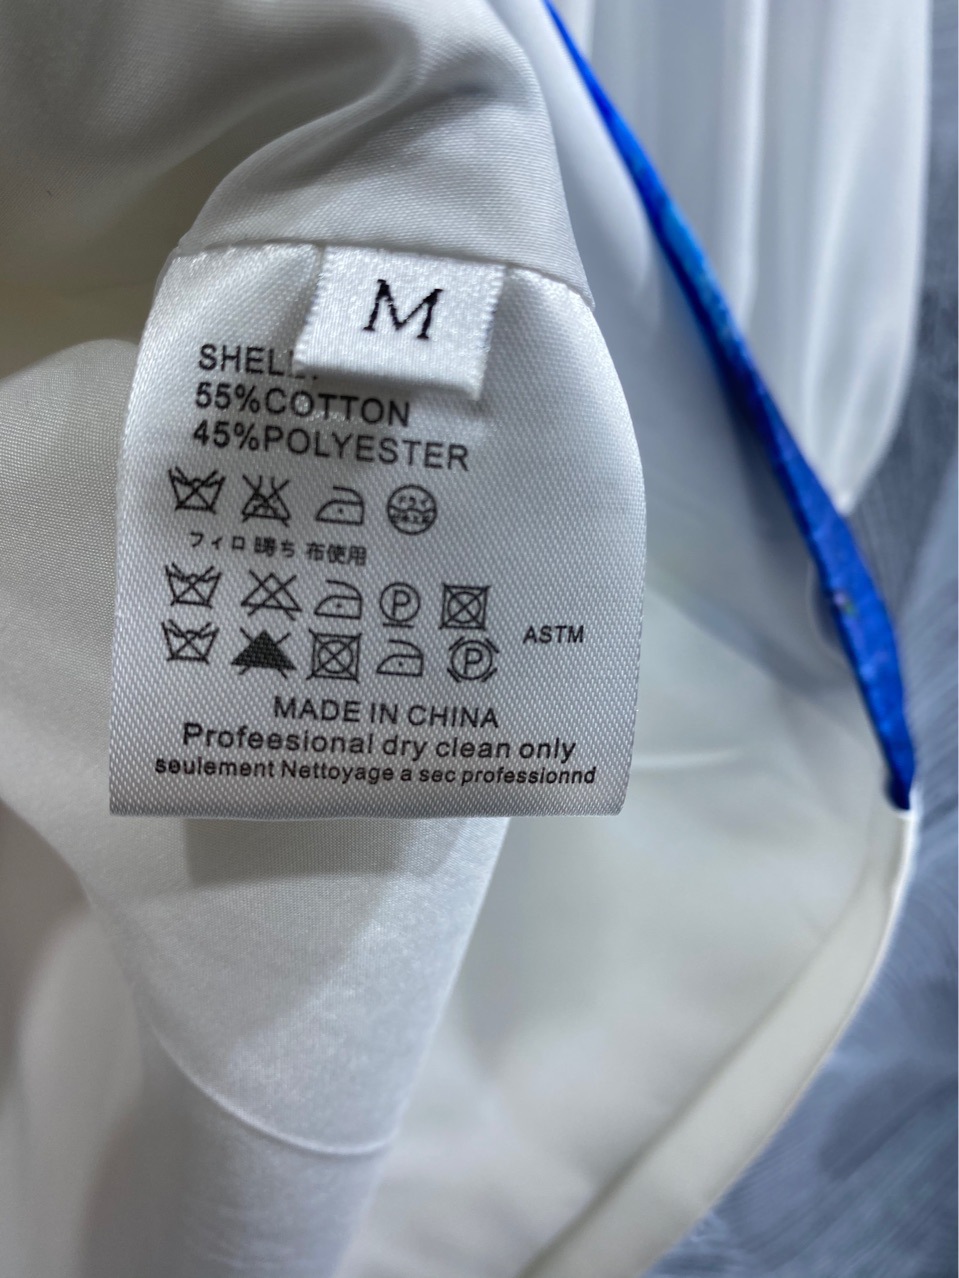 M
SHELL:
55%COTTON
45%POLYESTER
フィロ 時ち 布使用
P
ASTM
P
MADE IN CHINA
Profeesional dry clean only
seulement Nettoyage a sec professionnd